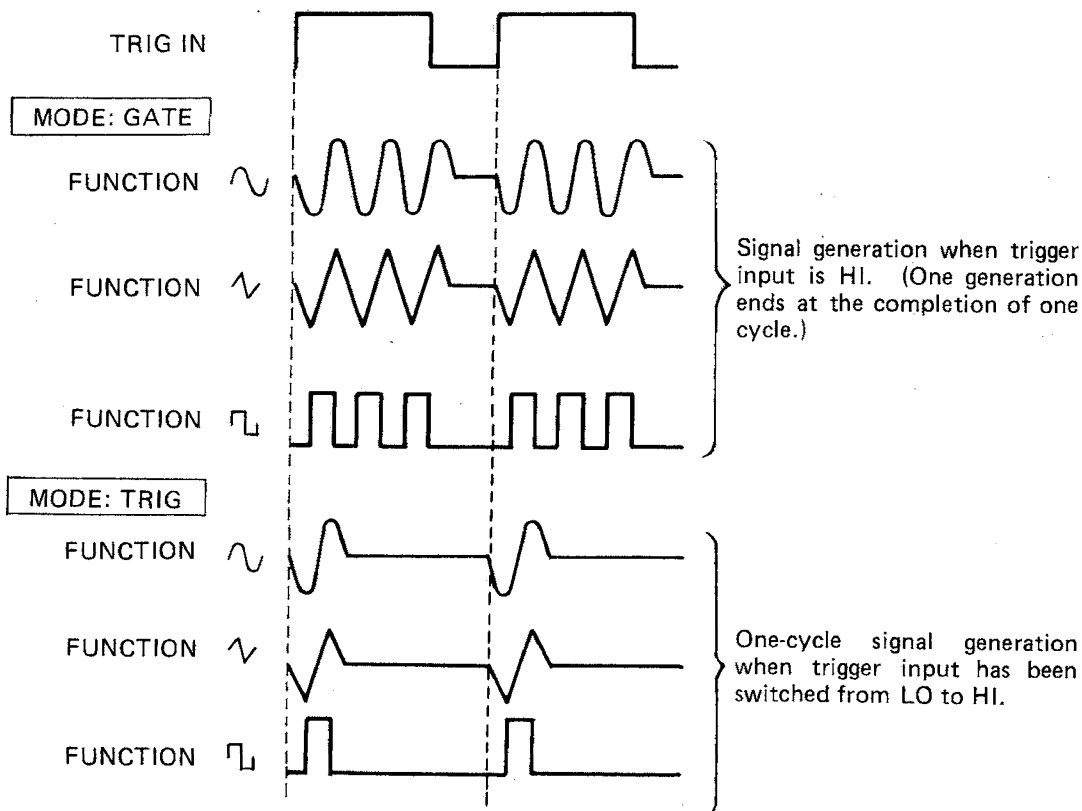 TRIG IN
MODE: GATE
FUNCTION
FUNCTION
Signal generation when trigger
input is HI. (One generation
ends at the completion of one
cycle.)
FUNCTION
MODE: TRIG
FUNCTION
FUNCTION
One-cycle signal generation
when trigger input has been
switched from LO to HI.
FUNCTION